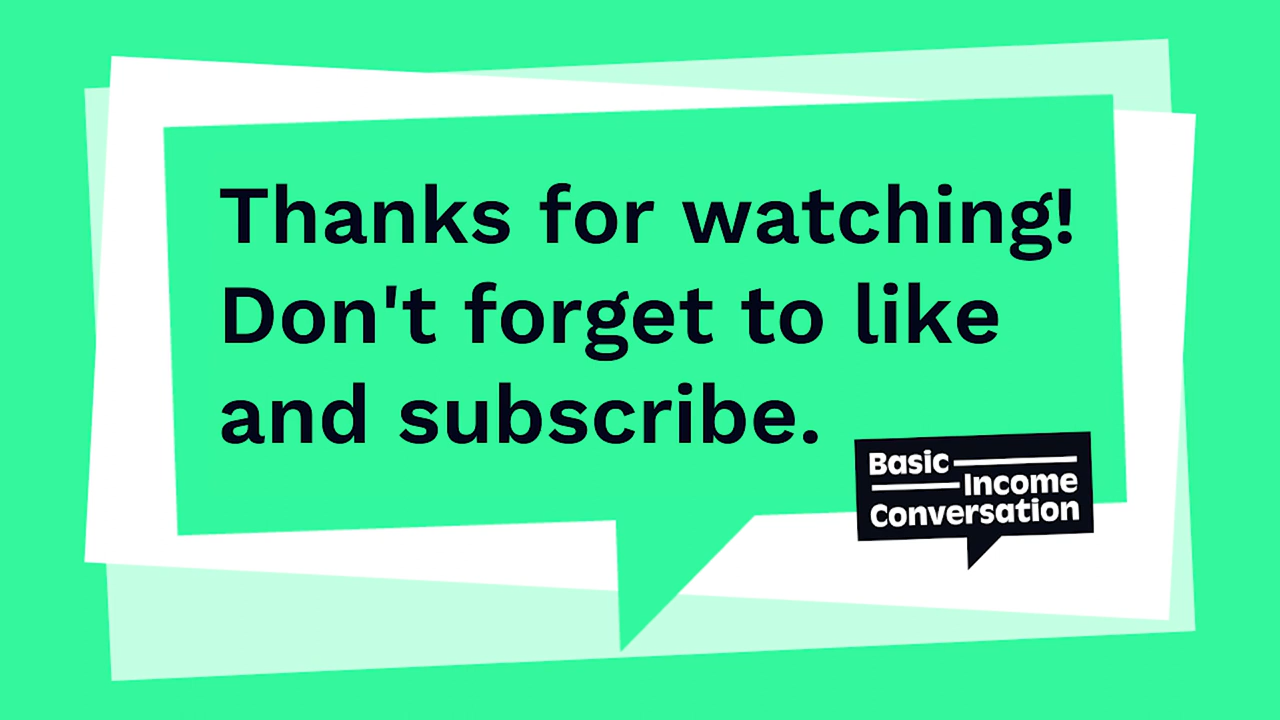 Thanks for watching!
Don't forget to like
and subscribe.
Basic
Income
Conversation